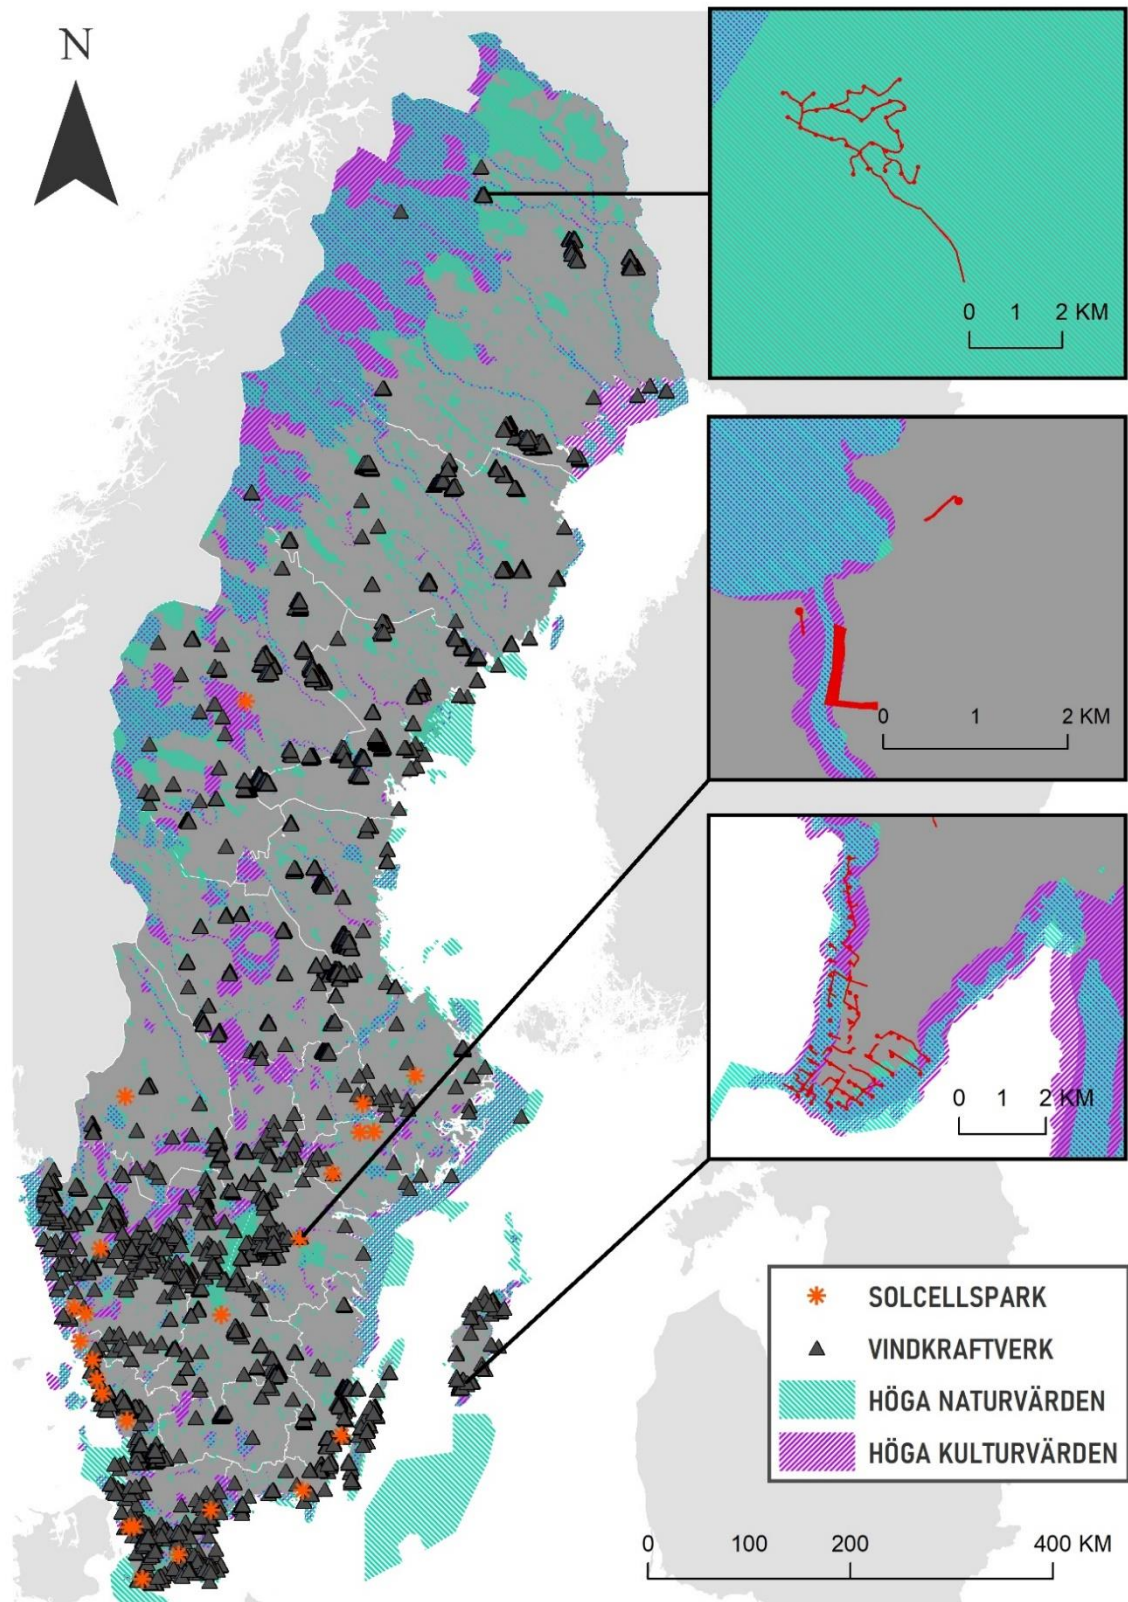 N
0 1 2 KM
0 1 2 KM
0 1 2 KM
SOLCELLSPARK
VINDKRAFTVERK
HÖGA NATURVÄRDEN
HÖGA KULTURVÄRDEN
0 100 200 400 KM